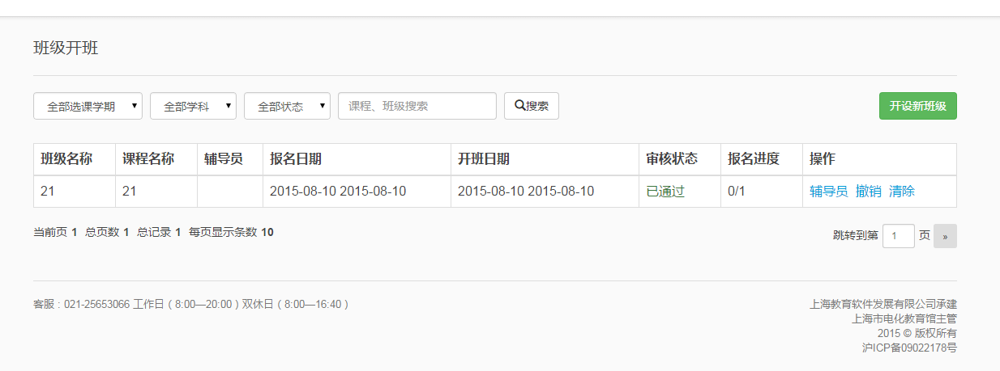 班级开班
全部选课学期 全部学科 全部状态 课程、班级搜索 搜索 开设新班级
班级名称 课程名称 辅导员 报名日期 开班日期 审核状态 报名进度 操作
21 21 2015-08-10 2015-08-10 2015-08-10 2015-08-10 已通过 0/1 辅导员 撤销 清除
当前页 1 总页数 1 总记录 1 每页显示条数 10 跳转到第 1 页 »
客服：021-25653066 工作日（8:00—20:00）双休日（8:00—16:40） 上海教育软件发展有限公司承建
上海市电化教育馆主管
2015 © 版权所有
沪ICP备09022178号